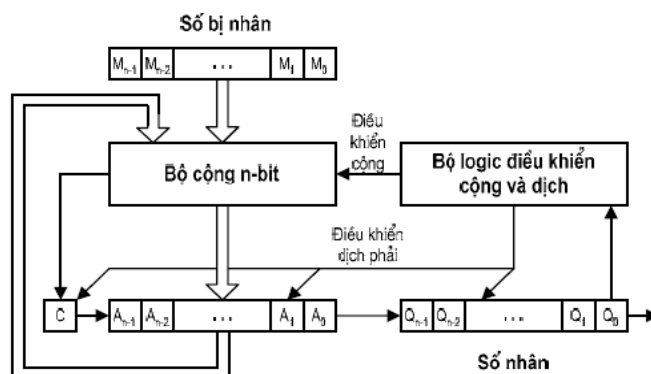 Số bị nhân
Mn-1 Mn-2 ... M1 M0
Điều
khiển
cộng
Bộ cộng n-bit
Bộ logic điều khiển
cộng và dịch
Điều khiển
dịch phải
C
An-1 An-2 ... A1 A0
Qn-1 Qn-2 ... Q1 Q0
Số nhân